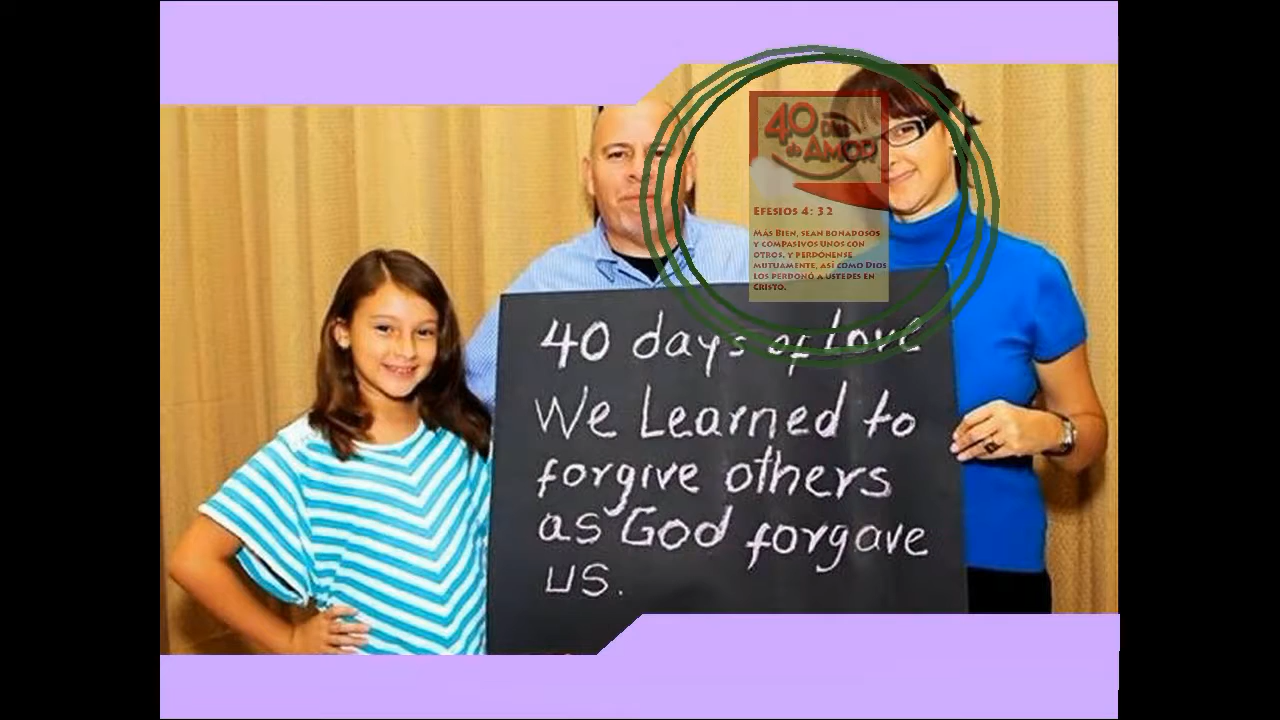 40 Días
de Amor
Efesios 4: 32
Más Bien, sean bonadosos
y compasivos unos con
otros, y perdónense
mutuamente, así como Dios
los perdonó a ustedes en
Cristo.
40 days of Love
We Learned to
forgive others
as God forgave
us.